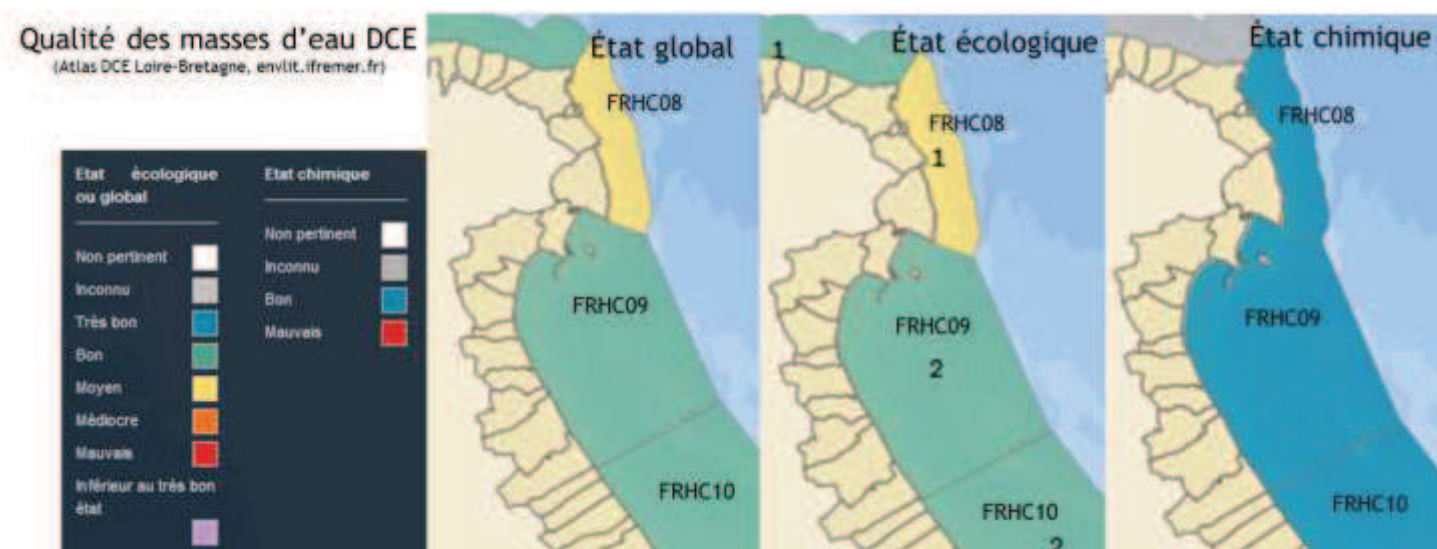 Qualité des masses d'eau DCE
(Atlas DCE Loire-Bretagne, envlit.ifremer.fr)
Etat écologique
ou global
Non pertinent
Inconnu
Très bon
Bon
Moyen
Médiocre
Mauvais
Inférieur au très bon
état
Etat chimique
Non pertinent
Inconnu
Bon
Mauvais
État global
FRHC08
FRHC09
FRHC10
État écologique
1
FRHC08
1
FRHC09
2
FRHC10
2
État chimique
FRHC08
FRHC09
FRHC10